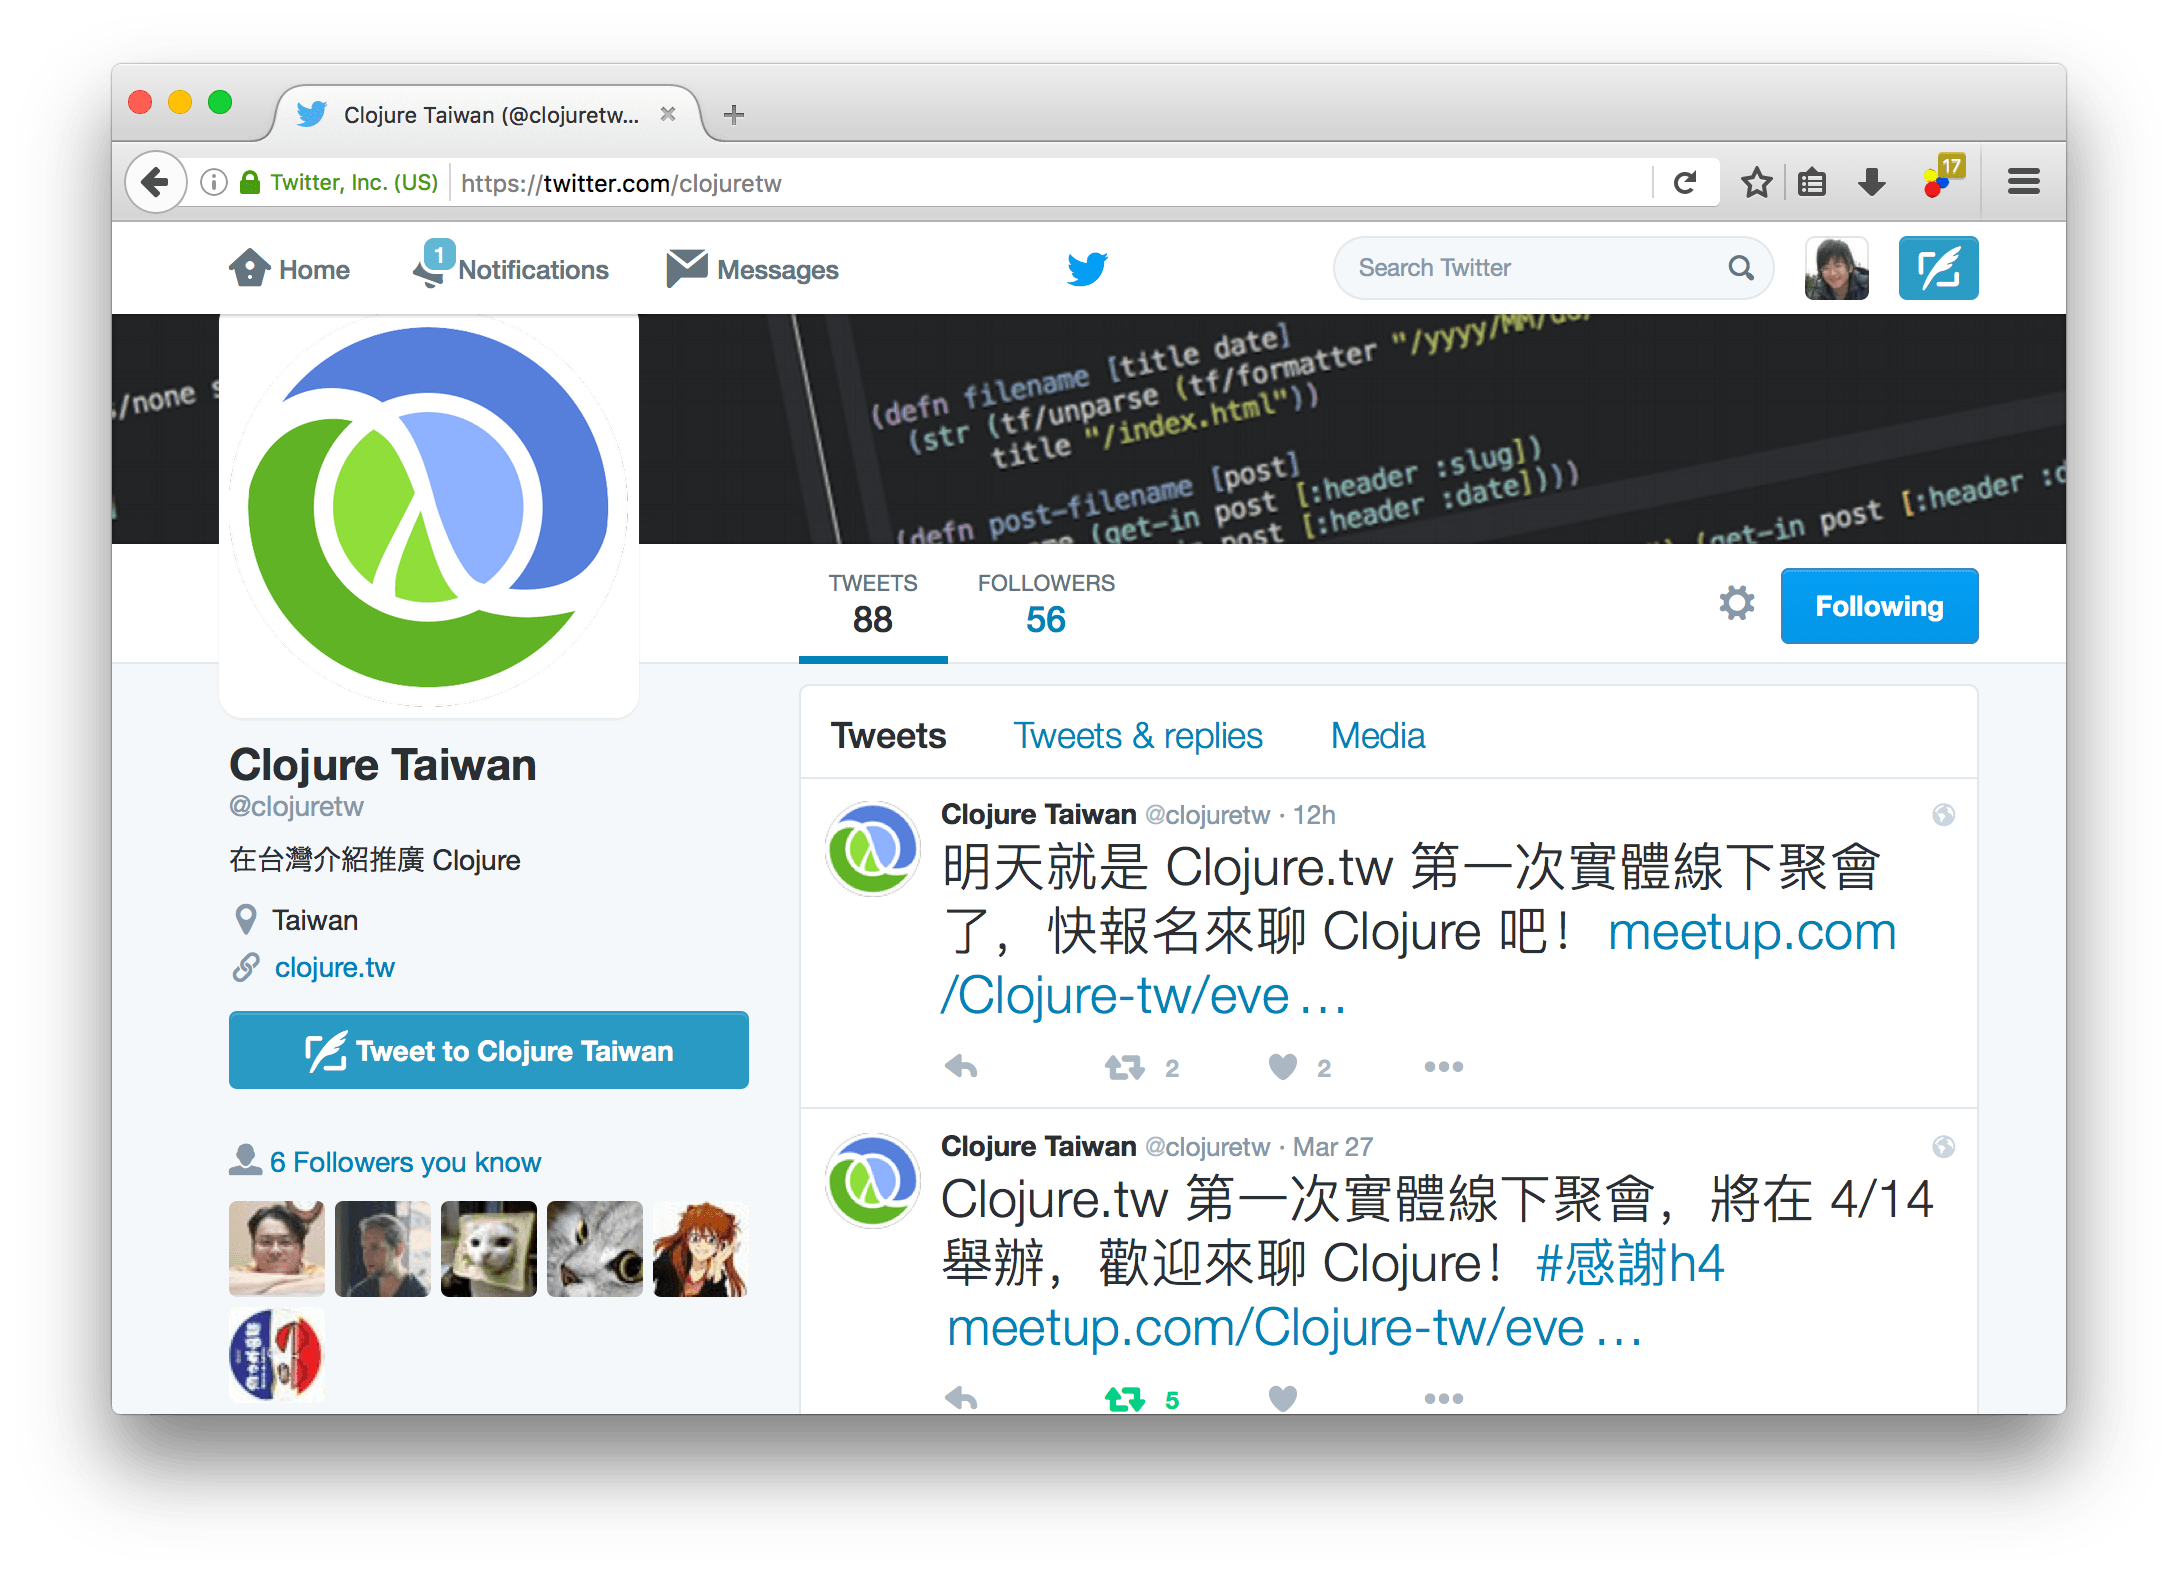 Clojure Taiwan (@clojuretw...
Twitter, Inc. (US) https://twitter.com/clojuretw
17
Home
1
Notifications
Messages
Search Twitter
/none
(defn filename [title date]
(str (tf/unparse (tf/formatter "/yyyy/MM/dd/
title "/index.html"))
(defn post-filename [post]
(get-in post [:header :slug])
post [:header :date])))
(get-in post [:header :d
TWEETS
88
FOLLOWERS
56
Following
Clojure Taiwan
@clojuretw
在台灣介紹推廣 Clojure
Taiwan
clojure.tw
Tweet to Clojure Taiwan
6 Followers you know
Tweets Tweets & replies Media
Clojure Taiwan @clojuretw · 12h
明天就是 Clojure.tw 第一次實體線下聚會
了，快報名來聊 Clojure 吧！ meetup.com
/Clojure-tw/eve…
2 2
Clojure Taiwan @clojuretw · Mar 27
Clojure.tw 第一次實體線下聚會，將在 4/14
舉辦，歡迎來聊 Clojure！#感謝h4
meetup.com/Clojure-tw/eve…
5